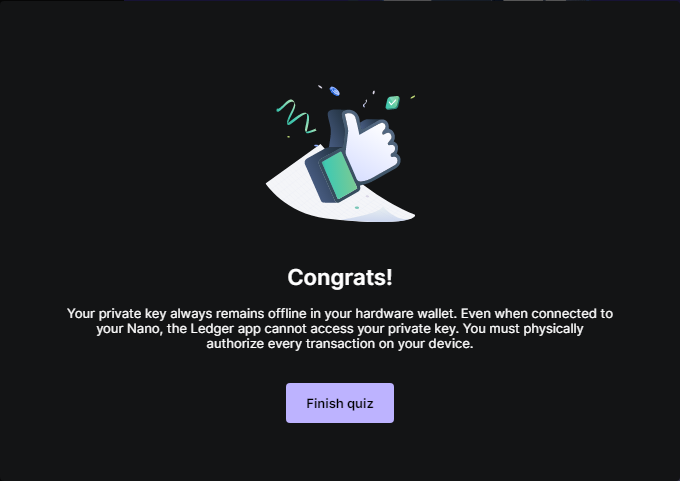 Congrats!
Your private key always remains offline in your hardware wallet. Even when connected to
your Nano, the Ledger app cannot access your private key. You must physically
authorize every transaction on your device.
Finish quiz